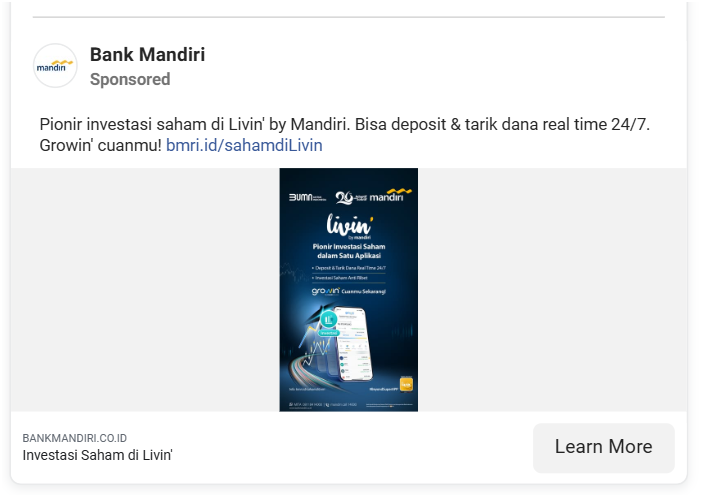 mandiri
Bank Mandiri
Sponsored
Pionir investasi saham di Livin' by Mandiri. Bisa deposit & tarik dana real time 24/7.
Growin' cuanmu! bmri.id/sahamdiLivin
BUMN
mandiri
livin'
by mandiri
Pionir Investasi Saham
dalam Satu Aplikasi
• Deposit & Tarik Dana Real Time 24/7
• Investasi Saham Anti Ribet
growin' Cuanmu Sekarang!
BANKMANDIRI.CO.ID
Investasi Saham di Livin'
Learn More